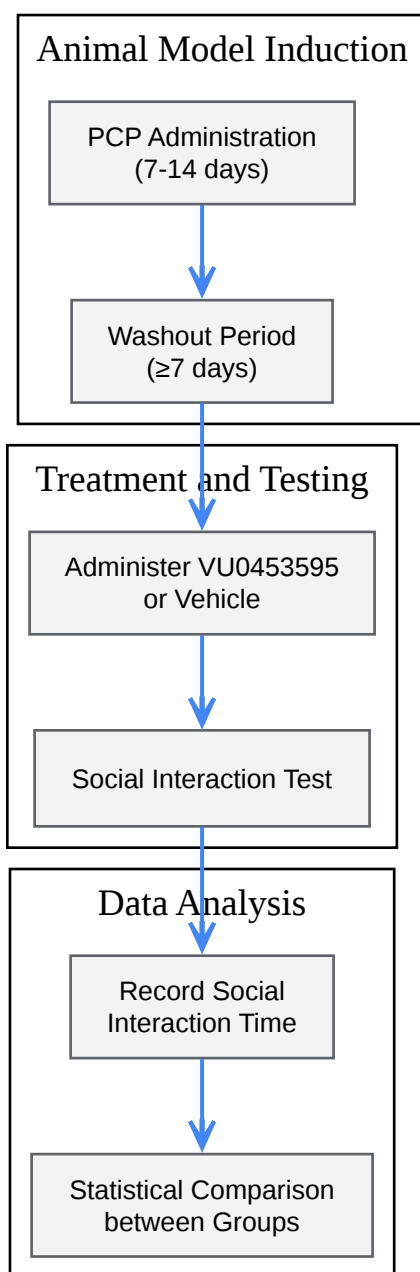 Animal Model Induction
PCP Administration
(7-14 days)
Washout Period
(≥7 days)
Treatment and Testing
Administer VU0453595
or Vehicle
Social Interaction Test
Data Analysis
Record Social
Interaction Time
Statistical Comparison
between Groups